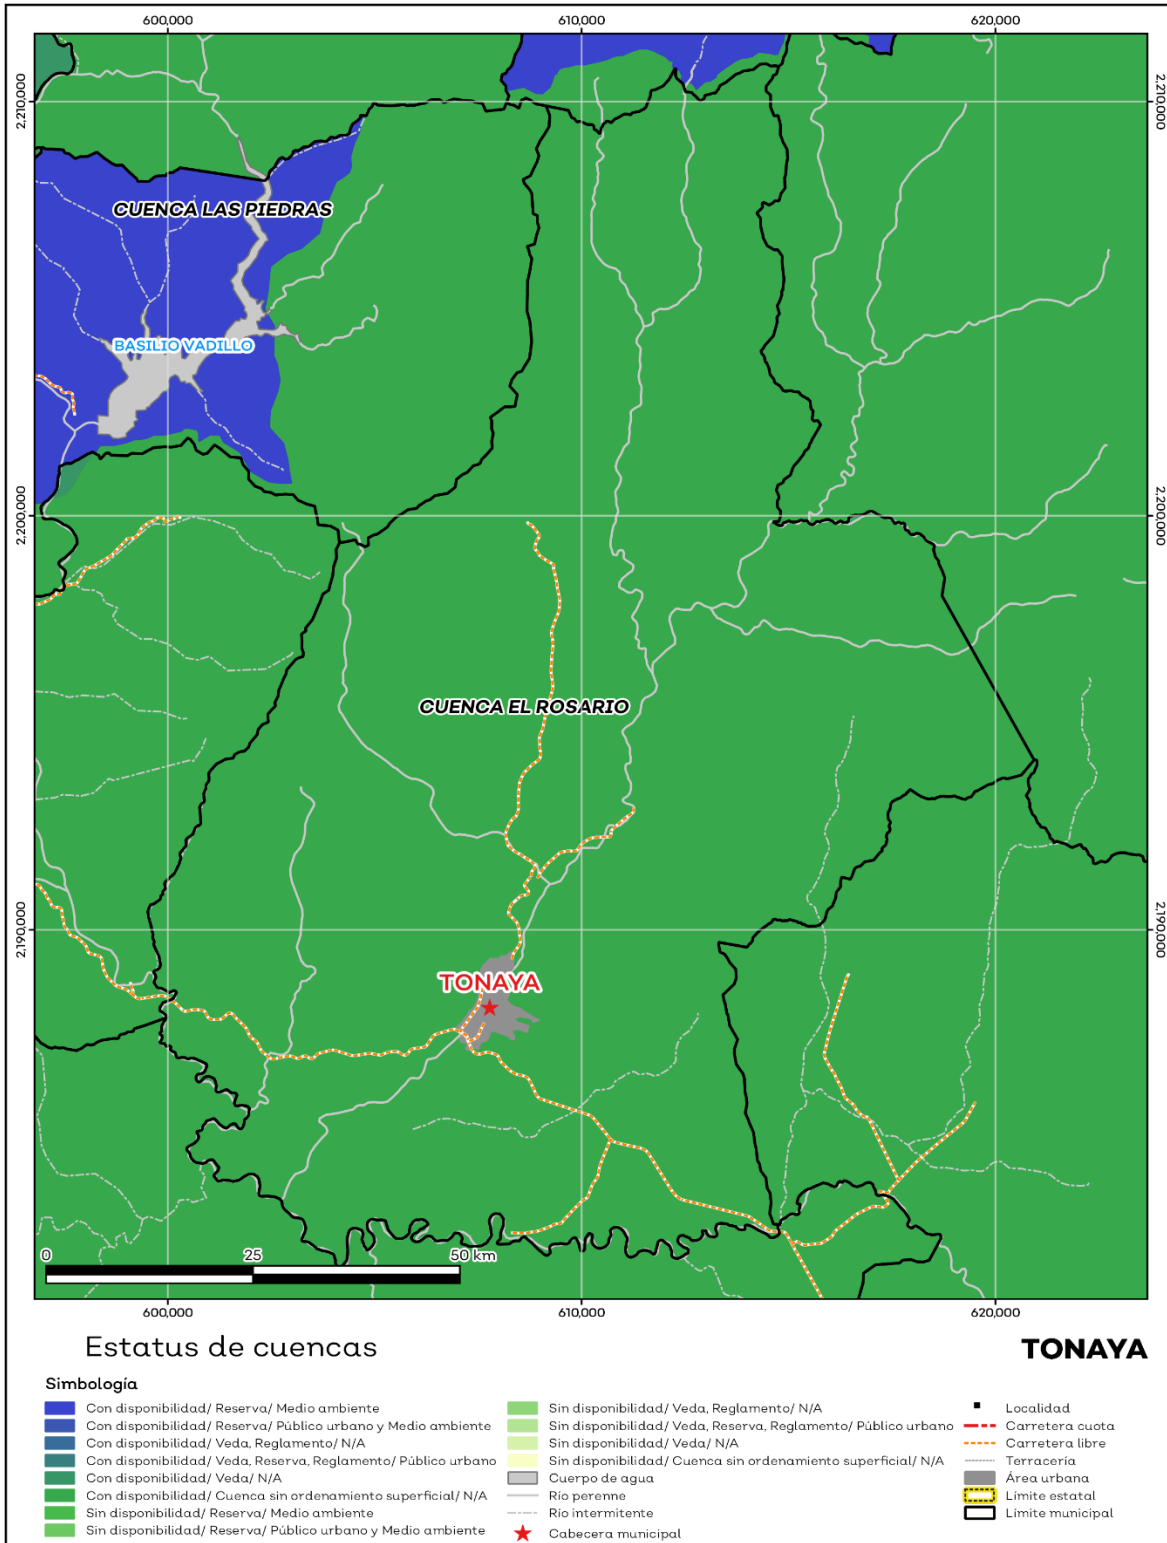 600,000
610,000
620,000
2,210,000
2,210,000
CUENCA LAS PIEDRAS
BASILIO VADILLO
2,200,000
2,200,000
CUENCA EL ROSARIO
2,190,000
2,190,000
TONAYA
0
25
50 km
600,000
610,000
620,000
Estatus de cuencas
TONAYA
Simbología
Con disponibilidad/ Reserva/ Medio ambiente
Con disponibilidad/ Reserva/ Público urbano y Medio ambiente
Con disponibilidad/ Veda, Reglamento/ N/A
Con disponibilidad/ Veda, Reserva, Reglamento/ Público urbano
Con disponibilidad/ Veda/ N/A
Con disponibilidad/ Cuenca sin ordenamiento superficial/ N/A
Sin disponibilidad/ Reserva/ Medio ambiente
Sin disponibilidad/ Reserva/ Público urbano y Medio ambiente
Sin disponibilidad/ Veda, Reglamento/ N/A
Sin disponibilidad/ Veda, Reserva, Reglamento/ Público urbano
Sin disponibilidad/ Veda/ N/A
Sin disponibilidad/ Cuenca sin ordenamiento superficial/ N/A
Cuerpo de agua
Río perenne
Río intermitente
Cabecera municipal
Localidad
Carretera cuota
Carretera libre
Terracería
Área urbana
Límite estatal
Límite municipal